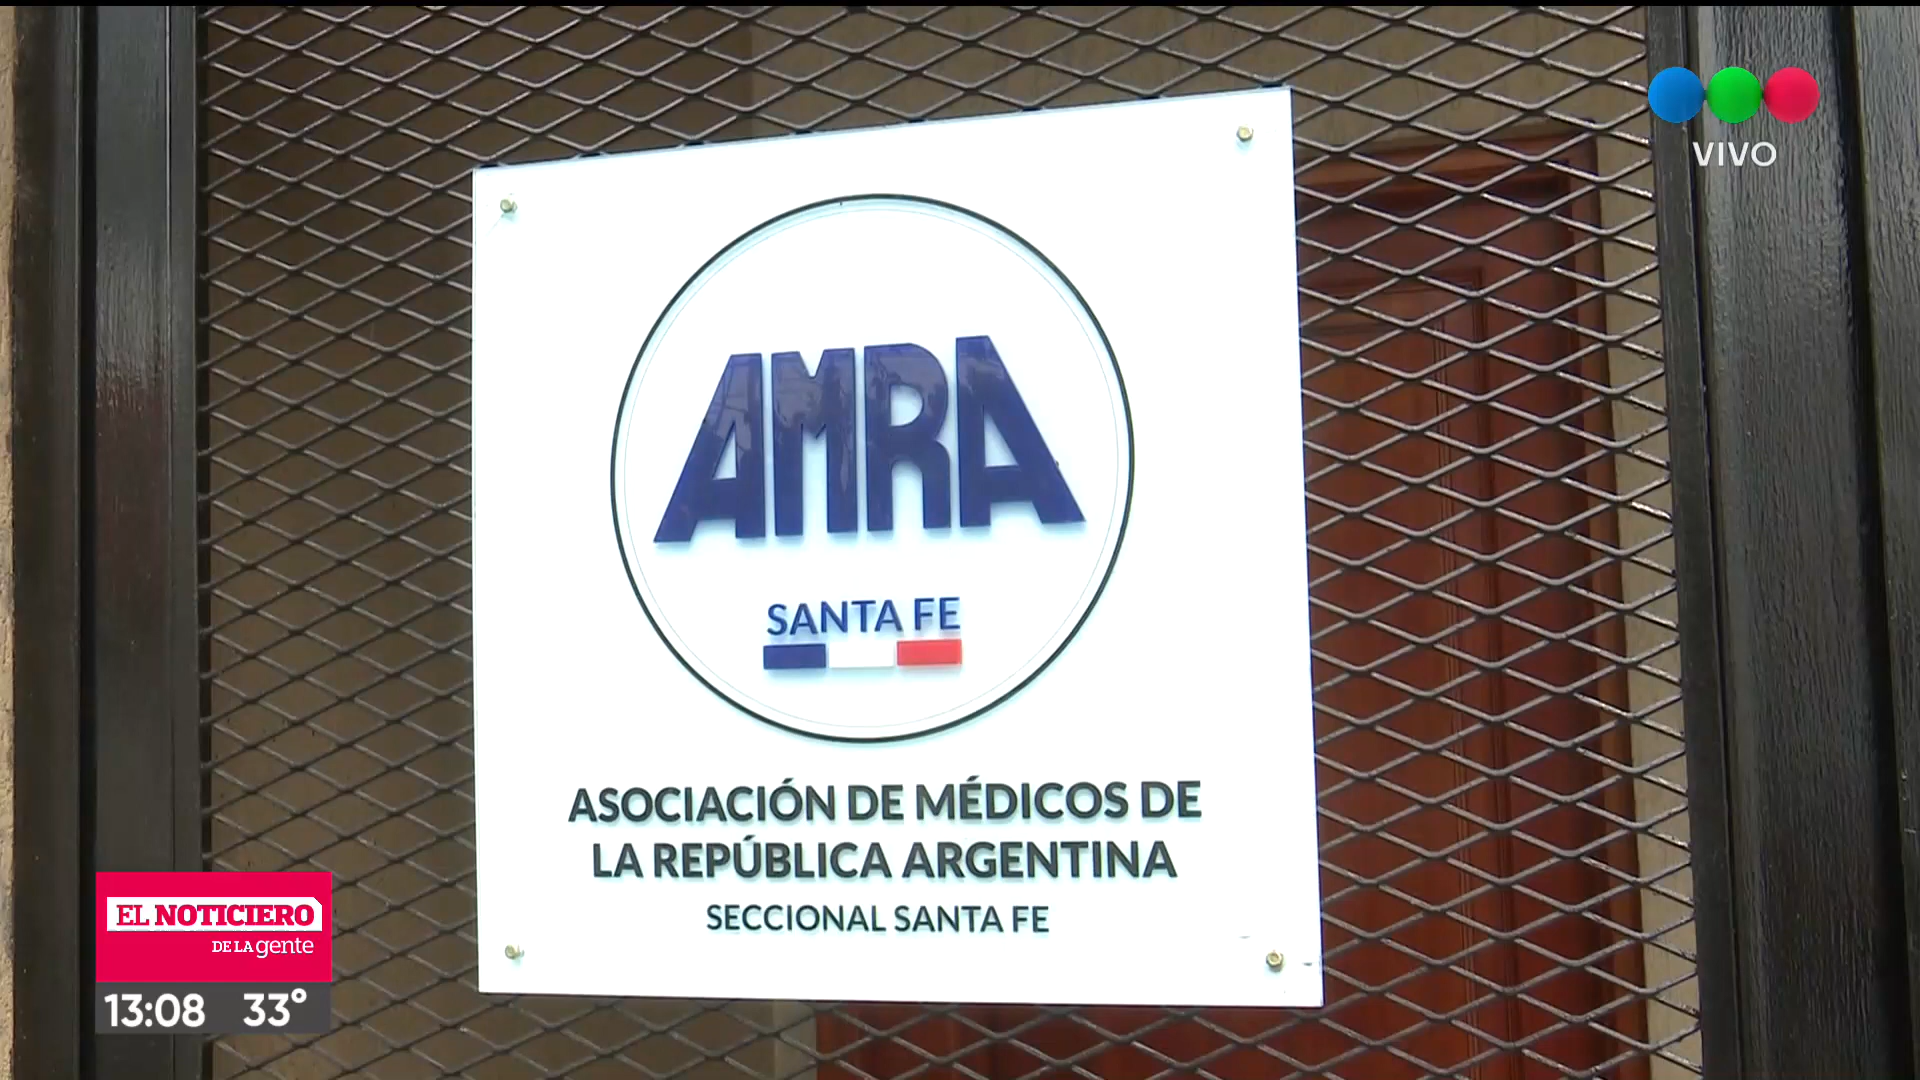 VIVO
AMRA
SANTA FE
ASOCIACIÓN DE MÉDICOS DE
LA REPÚBLICA ARGENTINA
SECCIONAL SANTA FE
EL NOTICIERO
DE LA gente
13:08 33°